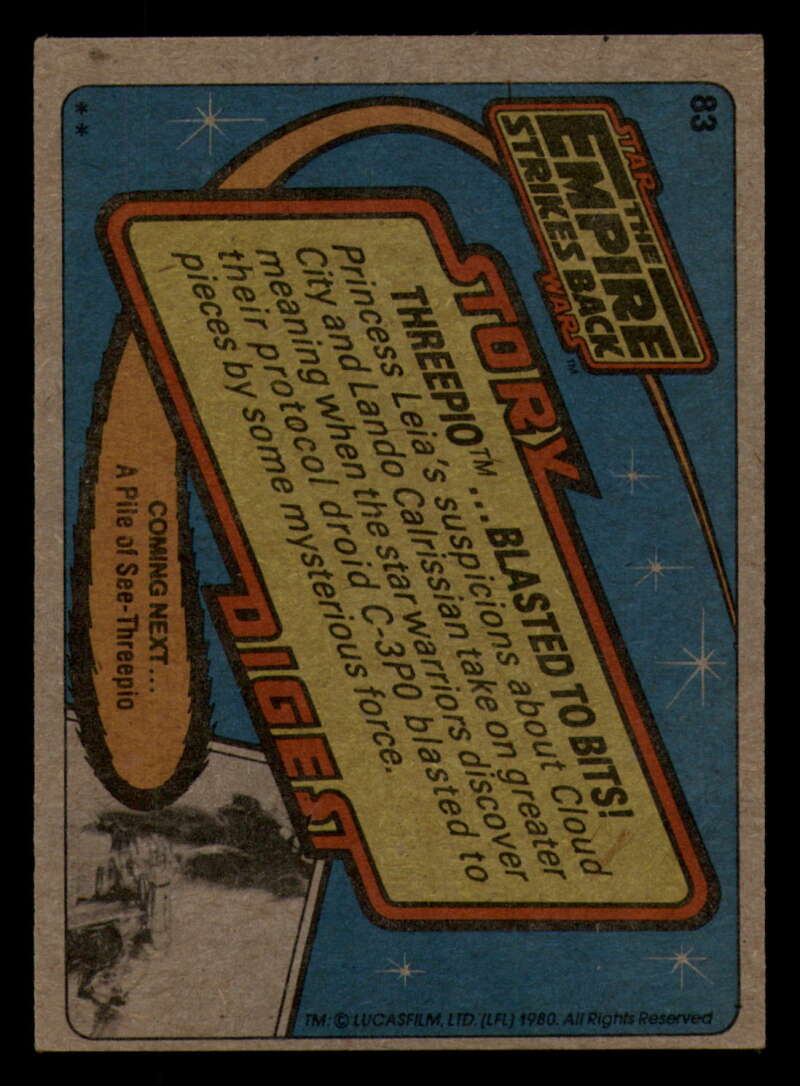 83
STAR
THE
EMPIRE
STRIKES BACK
WARS™
STORY
THREEPIO™ ...BLASTED TO BITS!
Princess Leia's suspicions about Cloud
City and Lando Calrissian take on greater
meaning when the star warriors discover
their protocol droid C-3PO blasted to
pieces by some mysterious force.
DIGEST
COMING NEXT...
A Pile of See-Threepio
* *
TM: © LUCASFILM, LTD. (LFL) 1980. All Rights Reserved